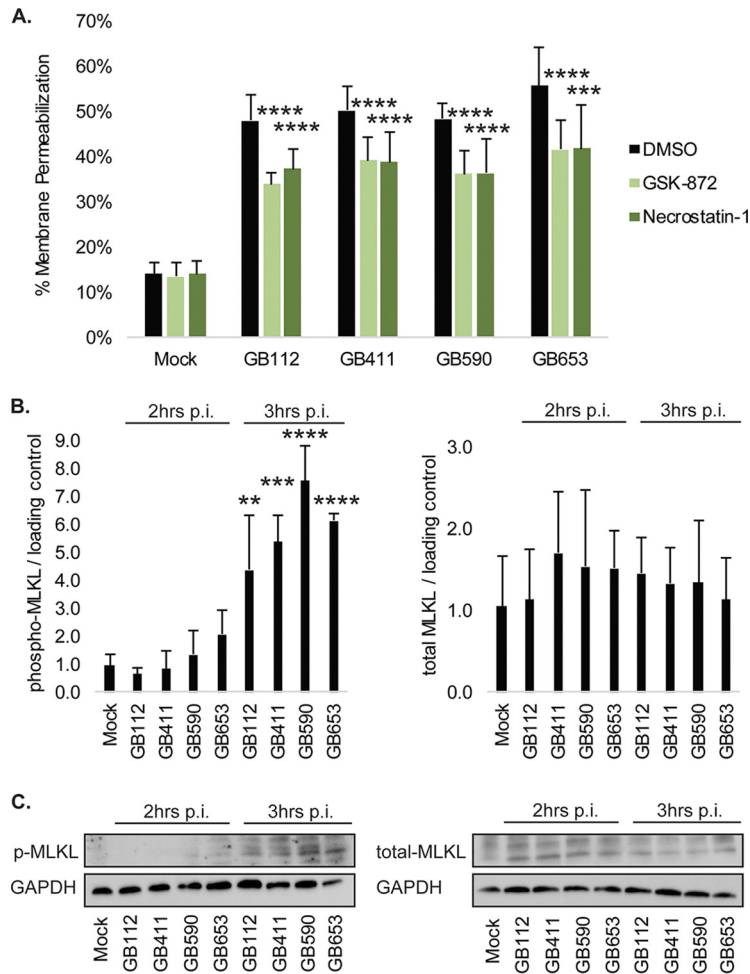 A.
% Membrane Permeabilization
70%
60%
50%
40%
30%
20%
10%
0%
**** **** **** ****
**** **** **** ***
Mock GB112 GB411 GB590 GB653
DMSO
GSK-872
Necrostatin-1
B.
2hrs p.i. 3hrs p.i.
phospho-MLKL / loading control
9.0
8.0
7.0
6.0
5.0
4.0
3.0
2.0
1.0
0.0
** *** **** ****
Mock GB112 GB411 GB590 GB653 GB112 GB411 GB590 GB653
2hrs p.i. 3hrs p.i.
total MLKL / loading control
3.0
2.0
1.0
0.0
Mock GB112 GB411 GB590 GB653 GB112 GB411 GB590 GB653
C.
2hrs p.i. 3hrs p.i.
p-MLKL
GAPDH
Mock GB112 GB411 GB590 GB653 GB112 GB411 GB590 GB653
2hrs p.i. 3hrs p.i.
total-MLKL
GAPDH
Mock GB112 GB411 GB590 GB653 GB112 GB411 GB590 GB653